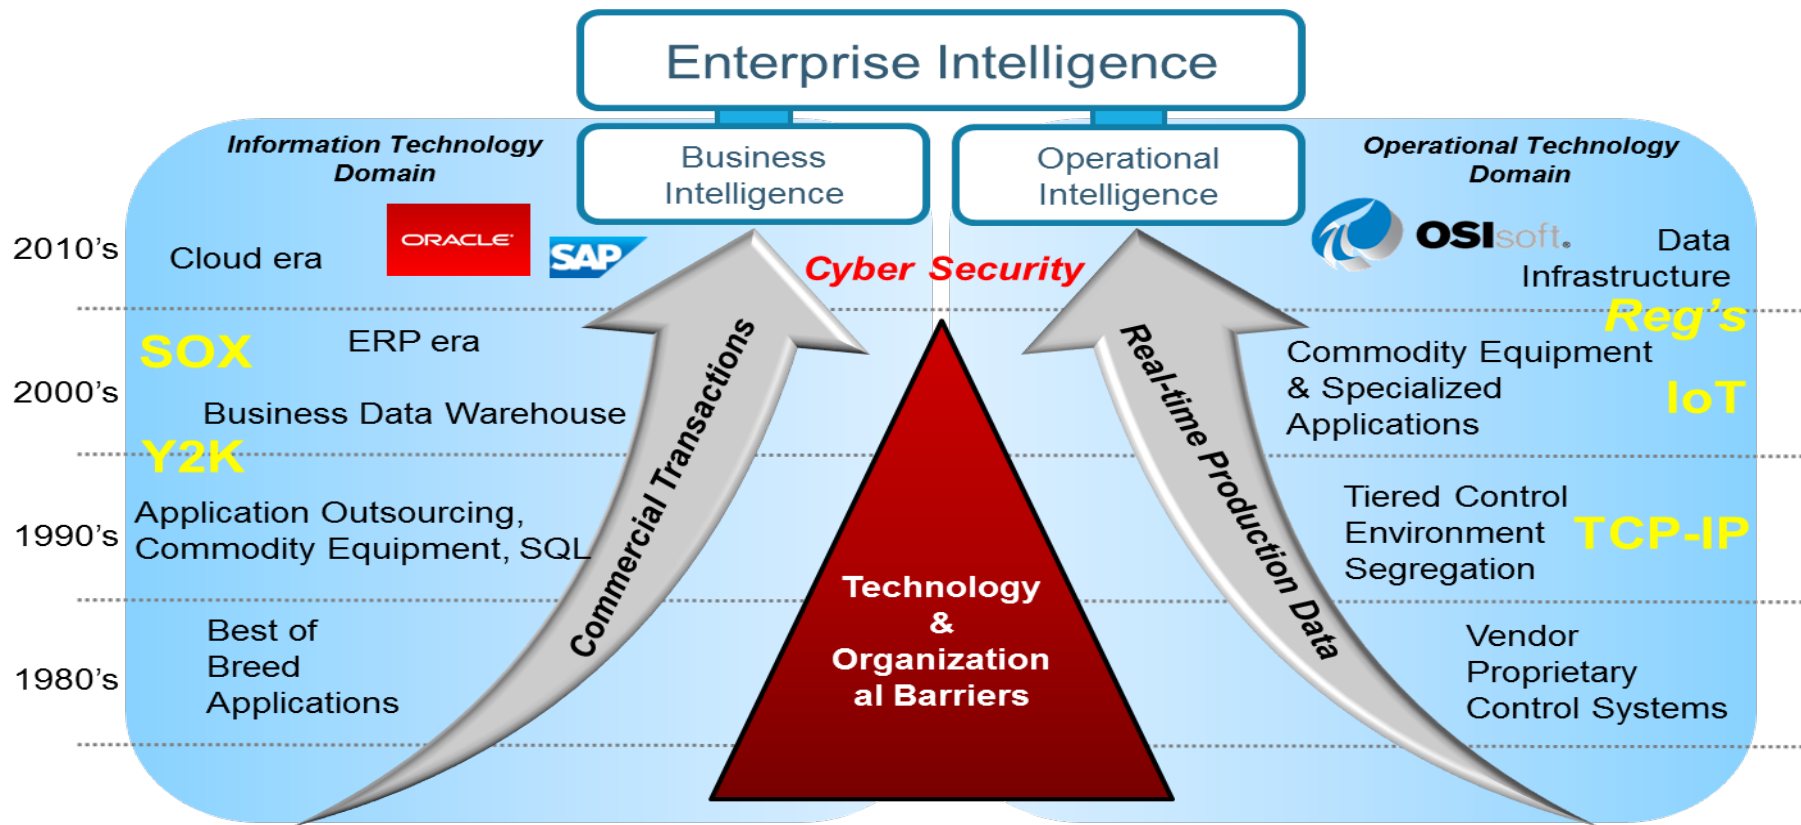 Enterprise Intelligence
Information Technology
Domain
Business
Intelligence
Operational
Intelligence
Operational Technology
Domain
2010's
Cloud era
ORACLE
SAP
Cyber Security
OSIsoft.
Data
Infrastructure
Reg's
SOX
ERP era
2000's
Business Data Warehouse
Y2K
Commodity Equipment
& Specialized
Applications
IoT
Commercial Transactions
Real-time Production Data
1990's
Application Outsourcing,
Commodity Equipment, SQL
Tiered Control
Environment
Segregation
TCP-IP
Technology
&
Organization
al Barriers
1980's
Best of
Breed
Applications
Vendor
Proprietary
Control Systems